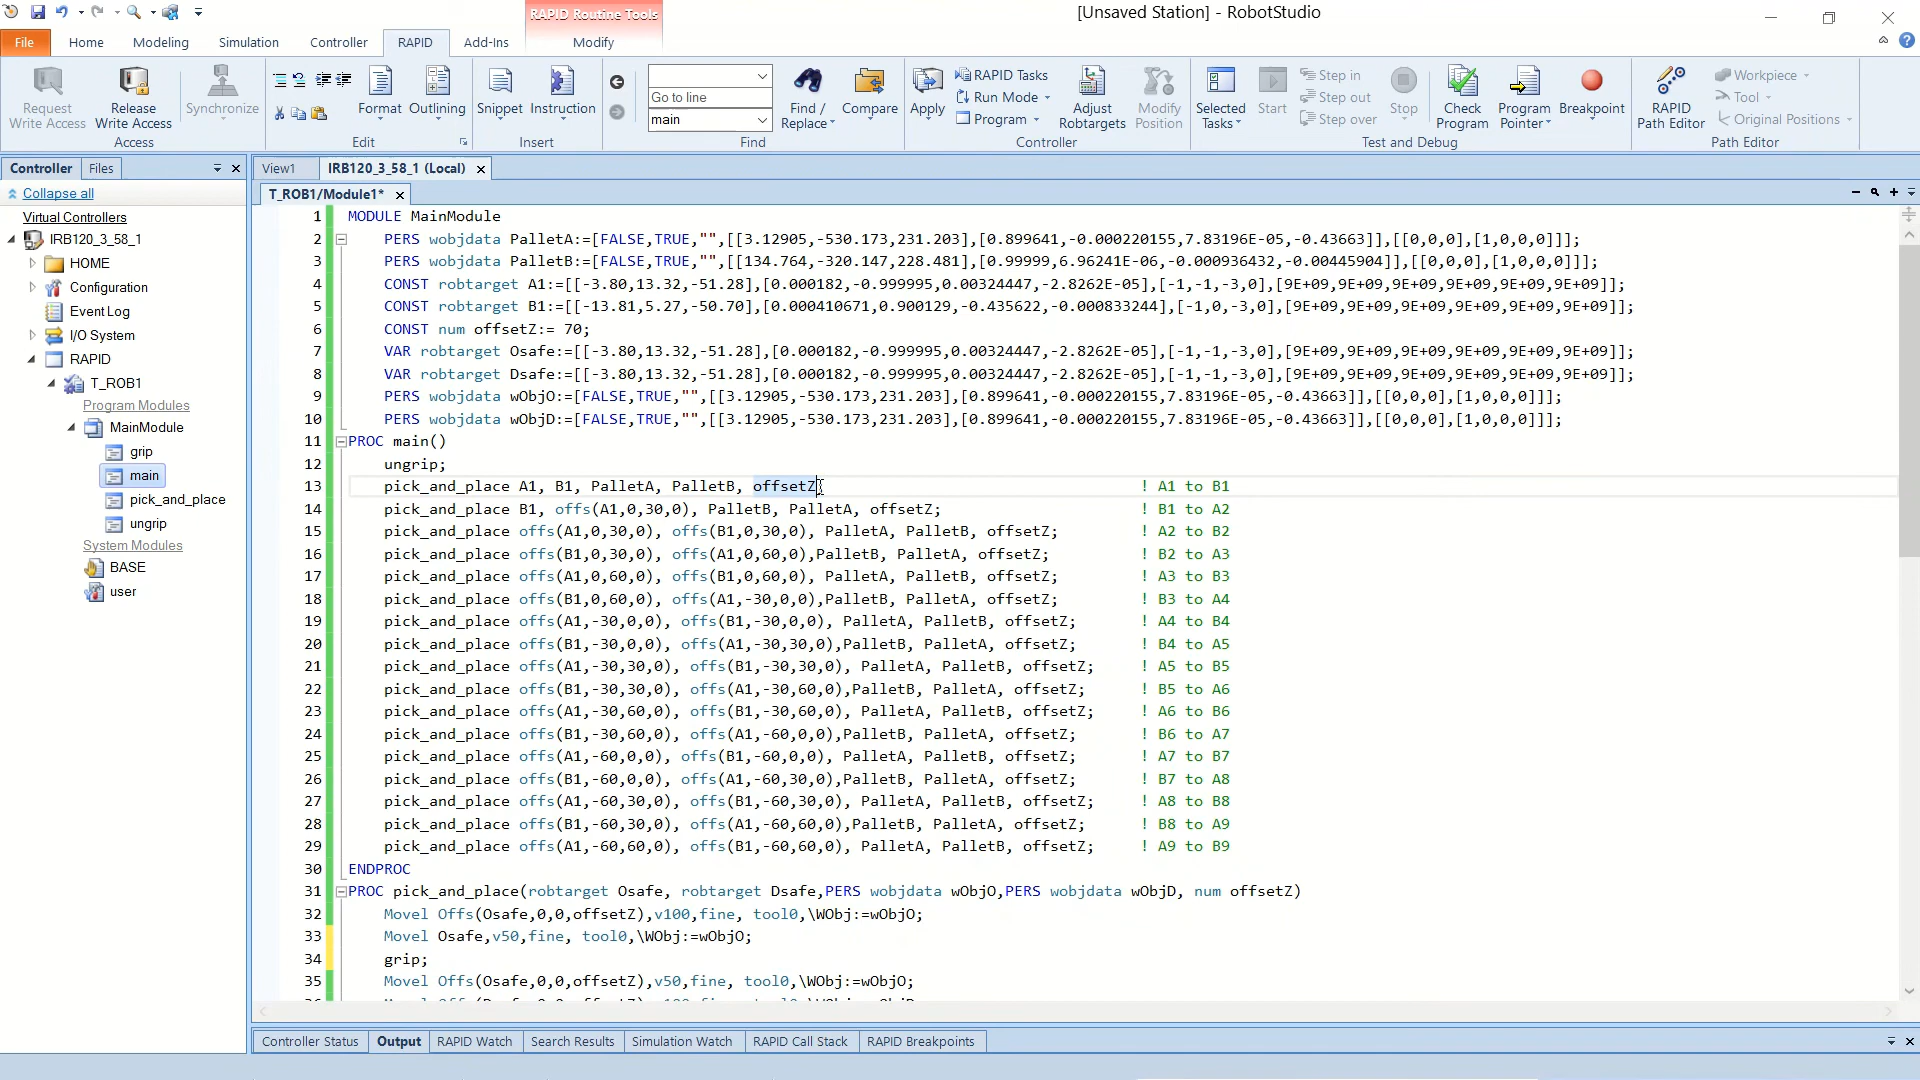 RAPID Routine Tools
[Unsaved Station] - RobotStudio
File
Home
Modeling
Simulation
Controller
RAPID
Add-Ins
Modify
Request
Write Access
Release
Write Access
Synchronize
Access
Format
Outlining
Edit
Snippet
Instruction
Insert
Go to line
main
Find /
Replace
Compare
Find
Apply
RAPID Tasks
Run Mode
Program
Adjust
Robtargets
Modify
Position
Controller
Selected
Tasks
Start
Step in
Step out
Step over
Stop
Check
Program
Program
Pointer
Breakpoint
Test and Debug
RAPID
Path Editor
Workpiece
Tool
Original Positions
Path Editor
Controller
Files
Collapse all
Virtual Controllers
IRB120_3_58_1
HOME
Configuration
Event Log
I/O System
RAPID
T_ROB1
Program Modules
MainModule
grip
main
pick_and_place
ungrip
System Modules
BASE
user
View1
IRB120_3_58_1 (Local)
T_ROB1/Module1*
1 MODULE MainModule
2 PERS wobjdata PalletA:=[FALSE,TRUE,"",[[3.12905,-530.173,231.203],[0.899641,-0.000220155,7.83196E-05,-0.43663]],[[0,0,0],[1,0,0,0]]];
3 PERS wobjdata PalletB:=[FALSE,TRUE,"",[[134.764,-320.147,228.481],[0.99999,6.96241E-06,-0.000936432,-0.00445904]],[[0,0,0],[1,0,0,0]]];
4 CONST robtarget A1:=[[-3.80,13.32,-51.28],[0.000182,-0.999995,0.00324447,-2.8262E-05],[-1,-1,-3,0],[9E+09,9E+09,9E+09,9E+09,9E+09,9E+09]];
5 CONST robtarget B1:=[[-13.81,5.27,-50.70],[0.000410671,0.900129,-0.435622,-0.000833244],[-1,0,-3,0],[9E+09,9E+09,9E+09,9E+09,9E+09,9E+09]];
6 CONST num offsetZ:= 70;
7 VAR robtarget Osafe:=[[-3.80,13.32,-51.28],[0.000182,-0.999995,0.00324447,-2.8262E-05],[-1,-1,-3,0],[9E+09,9E+09,9E+09,9E+09,9E+09,9E+09]];
8 VAR robtarget Dsafe:=[[-3.80,13.32,-51.28],[0.000182,-0.999995,0.00324447,-2.8262E-05],[-1,-1,-3,0],[9E+09,9E+09,9E+09,9E+09,9E+09,9E+09]];
9 PERS wobjdata wObjO:=[FALSE,TRUE,"",[[3.12905,-530.173,231.203],[0.899641,-0.000220155,7.83196E-05,-0.43663]],[[0,0,0],[1,0,0,0]]];
10 PERS wobjdata wObjD:=[FALSE,TRUE,"",[[3.12905,-530.173,231.203],[0.899641,-0.000220155,7.83196E-05,-0.43663]],[[0,0,0],[1,0,0,0]]];
11 PROC main()
12 ungrip;
13 pick_and_place A1, B1, PalletA, PalletB, offsetZ; ! A1 to B1
14 pick_and_place B1, offs(A1,0,30,0), PalletB, PalletA, offsetZ; ! B1 to A2
15 pick_and_place offs(A1,0,30,0), offs(B1,0,30,0), PalletA, PalletB, offsetZ; ! A2 to B2
16 pick_and_place offs(B1,0,30,0), offs(A1,0,60,0),PalletB, PalletA, offsetZ; ! B2 to A3
17 pick_and_place offs(A1,0,60,0), offs(B1,0,60,0), PalletA, PalletB, offsetZ; ! A3 to B3
18 pick_and_place offs(B1,0,60,0), offs(A1,-30,0,0),PalletB, PalletA, offsetZ; ! B3 to A4
19 pick_and_place offs(A1,-30,0,0), offs(B1,-30,0,0), PalletA, PalletB, offsetZ; ! A4 to B4
20 pick_and_place offs(B1,-30,0,0), offs(A1,-30,30,0),PalletB, PalletA, offsetZ; ! B4 to A5
21 pick_and_place offs(A1,-30,30,0), offs(B1,-30,30,0), PalletA, PalletB, offsetZ; ! A5 to B5
22 pick_and_place offs(B1,-30,30,0), offs(A1,-30,60,0),PalletB, PalletA, offsetZ; ! B5 to A6
23 pick_and_place offs(A1,-30,60,0), offs(B1,-30,60,0), PalletA, PalletB, offsetZ; ! A6 to B6
24 pick_and_place offs(B1,-30,60,0), offs(A1,-60,0,0),PalletB, PalletA, offsetZ; ! B6 to A7
25 pick_and_place offs(A1,-60,0,0), offs(B1,-60,0,0), PalletA, PalletB, offsetZ; ! A7 to B7
26 pick_and_place offs(B1,-60,0,0), offs(A1,-60,30,0),PalletB, PalletA, offsetZ; ! B7 to A8
27 pick_and_place offs(A1,-60,30,0), offs(B1,-60,30,0), PalletA, PalletB, offsetZ; ! A8 to B8
28 pick_and_place offs(B1,-60,30,0), offs(A1,-60,60,0),PalletB, PalletA, offsetZ; ! B8 to A9
29 pick_and_place offs(A1,-60,60,0), offs(B1,-60,60,0), PalletA, PalletB, offsetZ; ! A9 to B9
30 ENDPROC
31 PROC pick_and_place(robtarget Osafe, robtarget Dsafe,PERS wobjdata wObjO,PERS wobjdata wObjD, num offsetZ)
32 Movel Offs(Osafe,0,0,offsetZ),v100,fine, tool0,\WObj:=wObjO;
33 Movel Osafe,v50,fine, tool0,\WObj:=wObjO;
34 grip;
35 Movel Offs(Osafe,0,0,offsetZ),v50,fine, tool0,\WObj:=wObjO;
Controller Status
Output
RAPID Watch
Search Results
Simulation Watch
RAPID Call Stack
RAPID Breakpoints